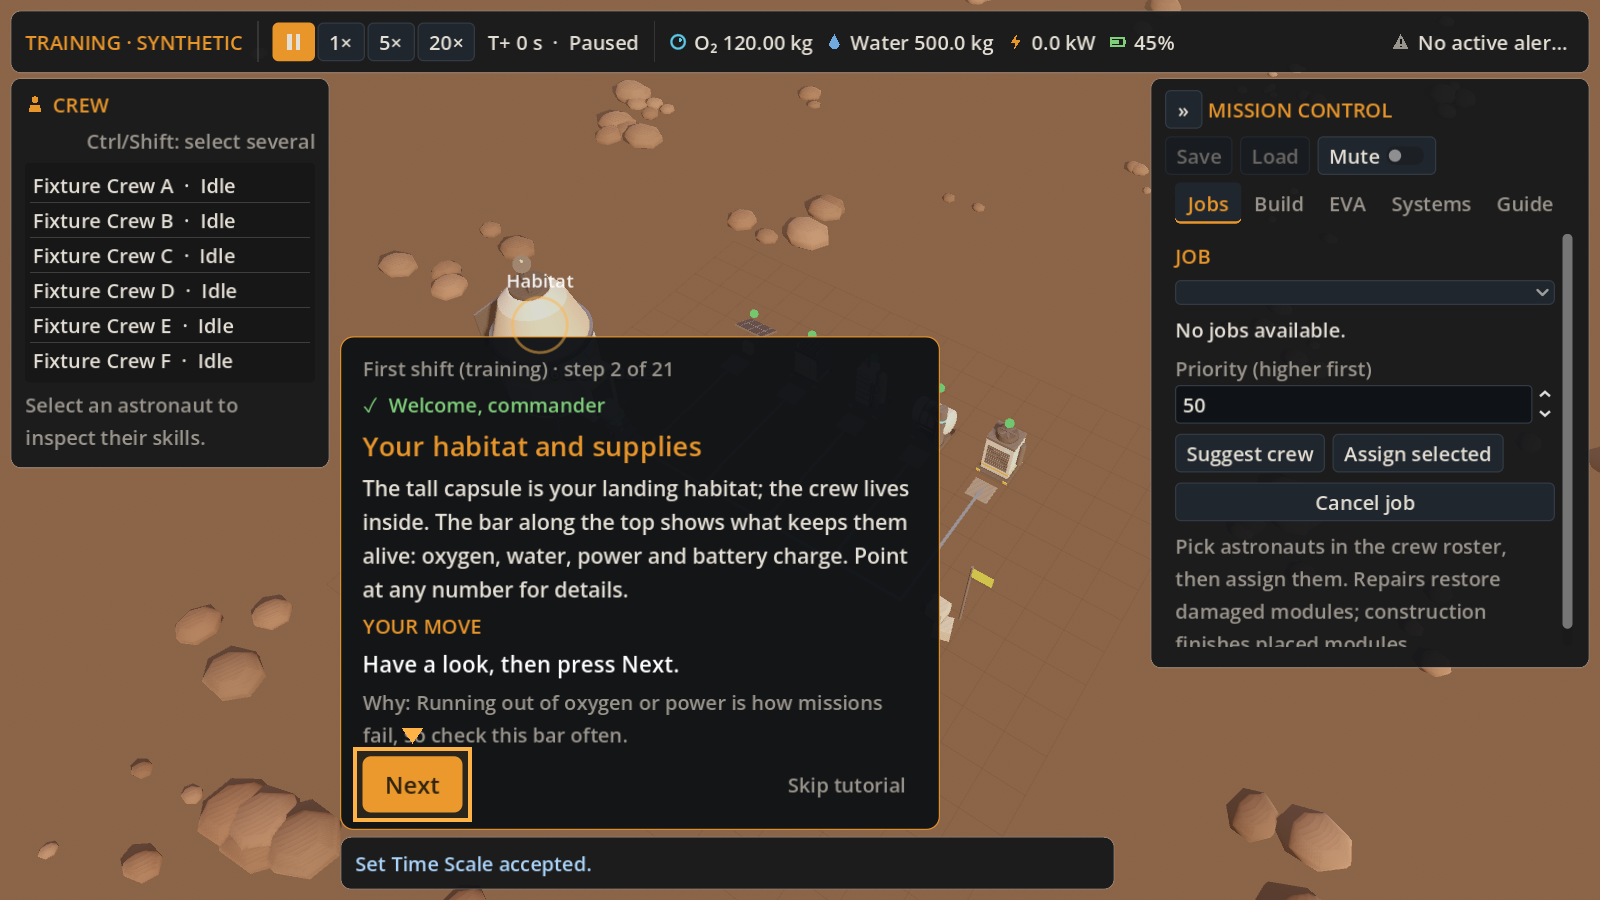 TRAINING · SYNTHETIC
1× 5× 20× T+ 0 s · Paused
O₂ 120.00 kg Water 500.0 kg 0.0 kW 45%
No active aler...
CREW
Ctrl/Shift: select several
Fixture Crew A · Idle
Fixture Crew B · Idle
Fixture Crew C · Idle
Fixture Crew D · Idle
Fixture Crew E · Idle
Fixture Crew F · Idle
Select an astronaut to
inspect their skills.
Habitat
First shift (training) · step 2 of 21
✓ Welcome, commander
Your habitat and supplies
The tall capsule is your landing habitat; the crew lives
inside. The bar along the top shows what keeps them
alive: oxygen, water, power and battery charge. Point
at any number for details.
YOUR MOVE
Have a look, then press Next.
Why: Running out of oxygen or power is how missions
fail, so check this bar often.
Next
Skip tutorial
Set Time Scale accepted.
» MISSION CONTROL
Save Load Mute
Jobs Build EVA Systems Guide
JOB
No jobs available.
Priority (higher first)
50
Suggest crew Assign selected
Cancel job
Pick astronauts in the crew roster,
then assign them. Repairs restore
damaged modules; construction
finishes placed modules.